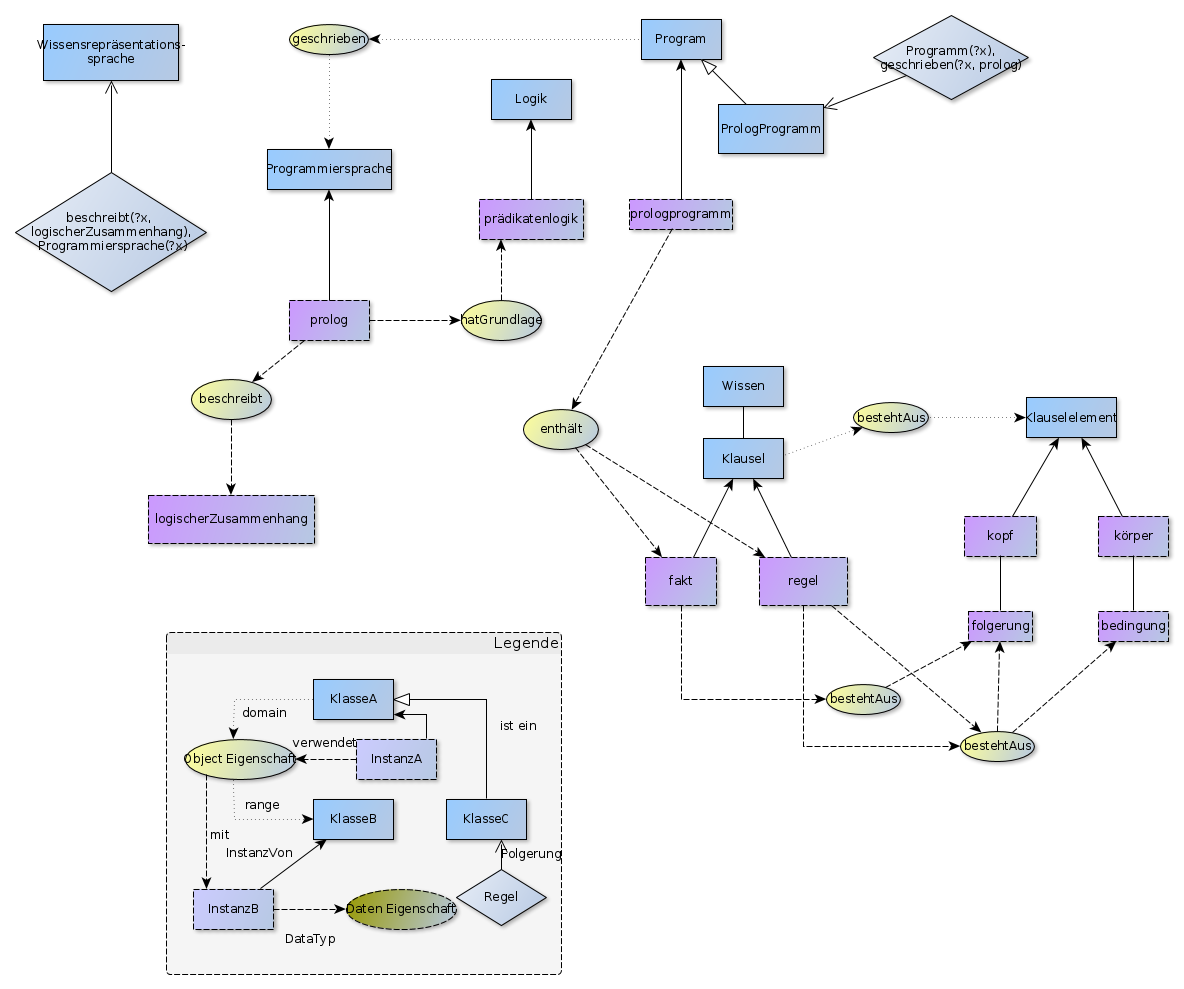 Wissensrepräsentations-
sprache
geschrieben
Program
Programm(?x),
geschrieben(?x, prolog)
Logik
PrologProgramm
Programmiersprache
beschreibt(?x,
logischerZusammenhang),
Programmiersprache(?x)
prädikatenlogik
prologprogramm
prolog
hatGrundlage
beschreibt
Wissen
enthält
Klausel
bestehtAus
Klauselelement
logischerZusammenhang
kopf
körper
fakt
regel
folgerung
bedingung
bestehtAus
bestehtAus
Legende
KlasseA
domain
ist ein
verwendet
Object Eigenschaft
InstanzA
range
KlasseB
KlasseC
mit
InstanzVon
Folgerung
Regel
InstanzB
Daten Eigenschaft
DataTyp